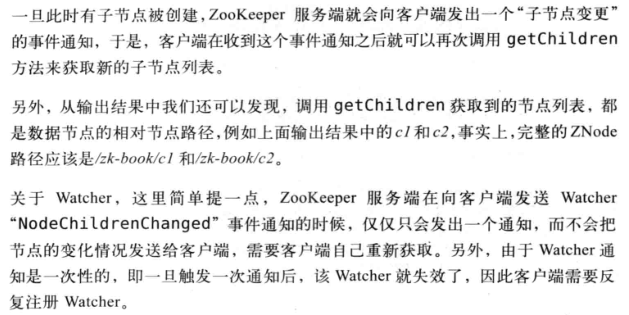 一旦此时有子节点被创建，ZooKeeper 服务端就会向客户端发出一个“子节点变更”
的事件通知，于是，客户端在收到这个事件通知之后就可以再次调用 getChildren
方法来获取新的子节点列表。
另外，从输出结果中我们还可以发现，调用 getChildren 获取到的节点列表，都
是数据节点的相对节点路径，例如上面输出结果中的 c1 和 c2，事实上，完整的 ZNode
路径应该是/zk-book/c1 和/zk-book/c2。
关于 Watcher，这里简单提一点，ZooKeeper 服务端在向客户端发送 Watcher
“NodeChildrenChanged”事件通知的时候，仅仅只会发出一个通知，而不会把
节点的变化情况发送给客户端，需要客户端自己重新获取。另外，由于 Watcher 通
知是一次性的，即一旦触发一次通知后，该 Watcher 就失效了，因此客户端需要反
复注册 Watcher。